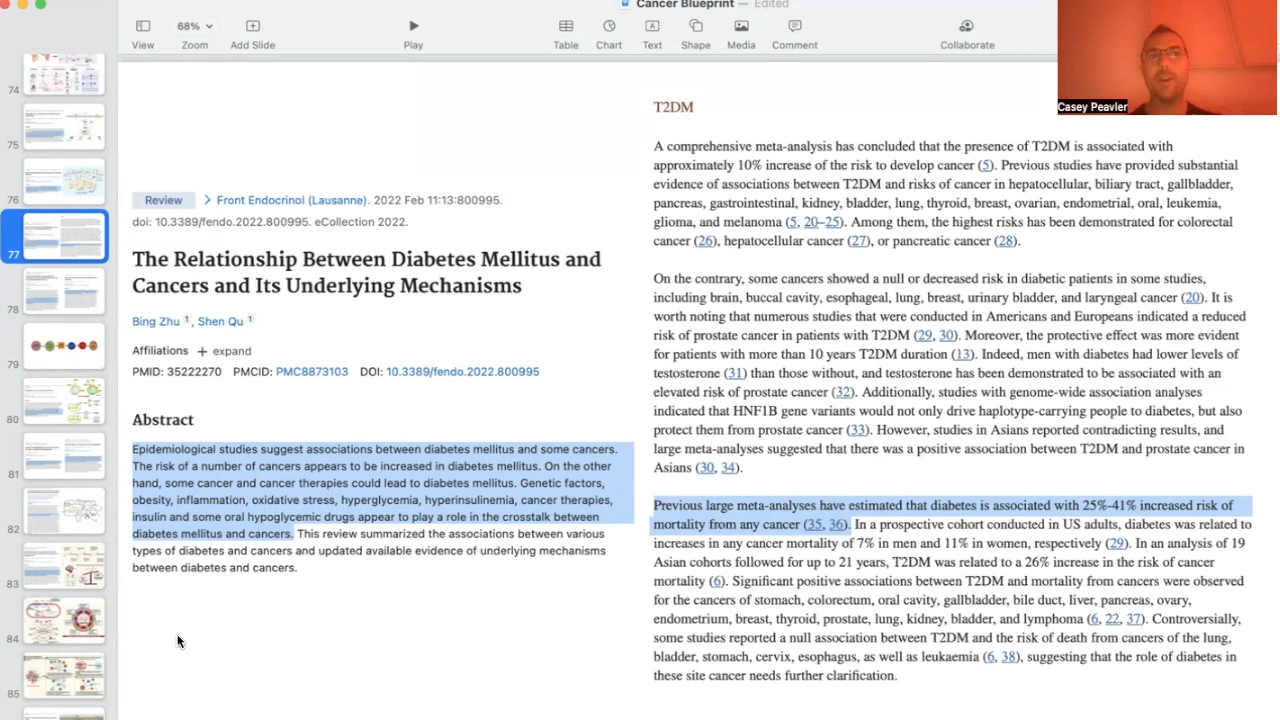 Cancer Blueprint — Edited
68%
View
Zoom
Add Slide
Play
Table
Chart
Text
Shape
Media
Comment
Collaborate
Casey Peavler
74
75
76
77
78
79
80
81
82
83
84
85
Review > Front Endocrinol (Lausanne). 2022 Feb 11:13:800995.
doi: 10.3389/fendo.2022.800995. eCollection 2022.
The Relationship Between Diabetes Mellitus and
Cancers and Its Underlying Mechanisms
Bing Zhu 1, Shen Qu 1
Affiliations + expand
PMID: 35222270 PMCID: PMC8873103 DOI: 10.3389/fendo.2022.800995
Abstract
Epidemiological studies suggest associations between diabetes mellitus and some cancers.
The risk of a number of cancers appears to be increased in diabetes mellitus. On the other
hand, some cancer and cancer therapies could lead to diabetes mellitus. Genetic factors,
obesity, inflammation, oxidative stress, hyperglycemia, hyperinsulinemia, cancer therapies,
insulin and some oral hypoglycemic drugs appear to play a role in the crosstalk between
diabetes mellitus and cancers. This review summarized the associations between various
types of diabetes and cancers and updated available evidence of underlying mechanisms
between diabetes and cancers.
T2DM
A comprehensive meta-analysis has concluded that the presence of T2DM is associated with
approximately 10% increase of the risk to develop cancer (5). Previous studies have provided substantial
evidence of associations between T2DM and risks of cancer in hepatocellular, biliary tract, gallbladder,
pancreas, gastrointestinal, kidney, bladder, lung, thyroid, breast, ovarian, endometrial, oral, leukemia,
glioma, and melanoma (5, 20–25). Among them, the highest risks has been demonstrated for colorectal
cancer (26), hepatocellular cancer (27), or pancreatic cancer (28).
On the contrary, some cancers showed a null or decreased risk in diabetic patients in some studies,
including brain, buccal cavity, esophageal, lung, breast, urinary bladder, and laryngeal cancer (20). It is
worth noting that numerous studies that were conducted in Americans and Europeans indicated a reduced
risk of prostate cancer in patients with T2DM (29, 30). Moreover, the protective effect was more evident
for patients with more than 10 years T2DM duration (13). Indeed, men with diabetes had lower levels of
testosterone (31) than those without, and testosterone has been demonstrated to be associated with an
elevated risk of prostate cancer (32). Additionally, studies with genome-wide association analyses
indicated that HNF1B gene variants would not only drive haplotype-carrying people to diabetes, but also
protect them from prostate cancer (33). However, studies in Asians reported contradicting results, and
large meta-analyses suggested that there was a positive association between T2DM and prostate cancer in
Asians (30, 34).
Previous large meta-analyses have estimated that diabetes is associated with 25%-41% increased risk of
mortality from any cancer (35, 36). In a prospective cohort conducted in US adults, diabetes was related to
increases in any cancer mortality of 7% in men and 11% in women, respectively (29). In an analysis of 19
Asian cohorts followed for up to 21 years, T2DM was related to a 26% increase in the risk of cancer
mortality (6). Significant positive associations between T2DM and mortality from cancers were observed
for the cancers of stomach, colorectum, oral cavity, gallbladder, bile duct, liver, pancreas, ovary,
endometrium, breast, thyroid, prostate, lung, kidney, bladder, and lymphoma (6, 22, 37). Controversially,
some studies reported a null association between T2DM and the risk of death from cancers of the lung,
bladder, stomach, cervix, esophagus, as well as leukaemia (6, 38), suggesting that the role of diabetes in
these site cancer needs further clarification.